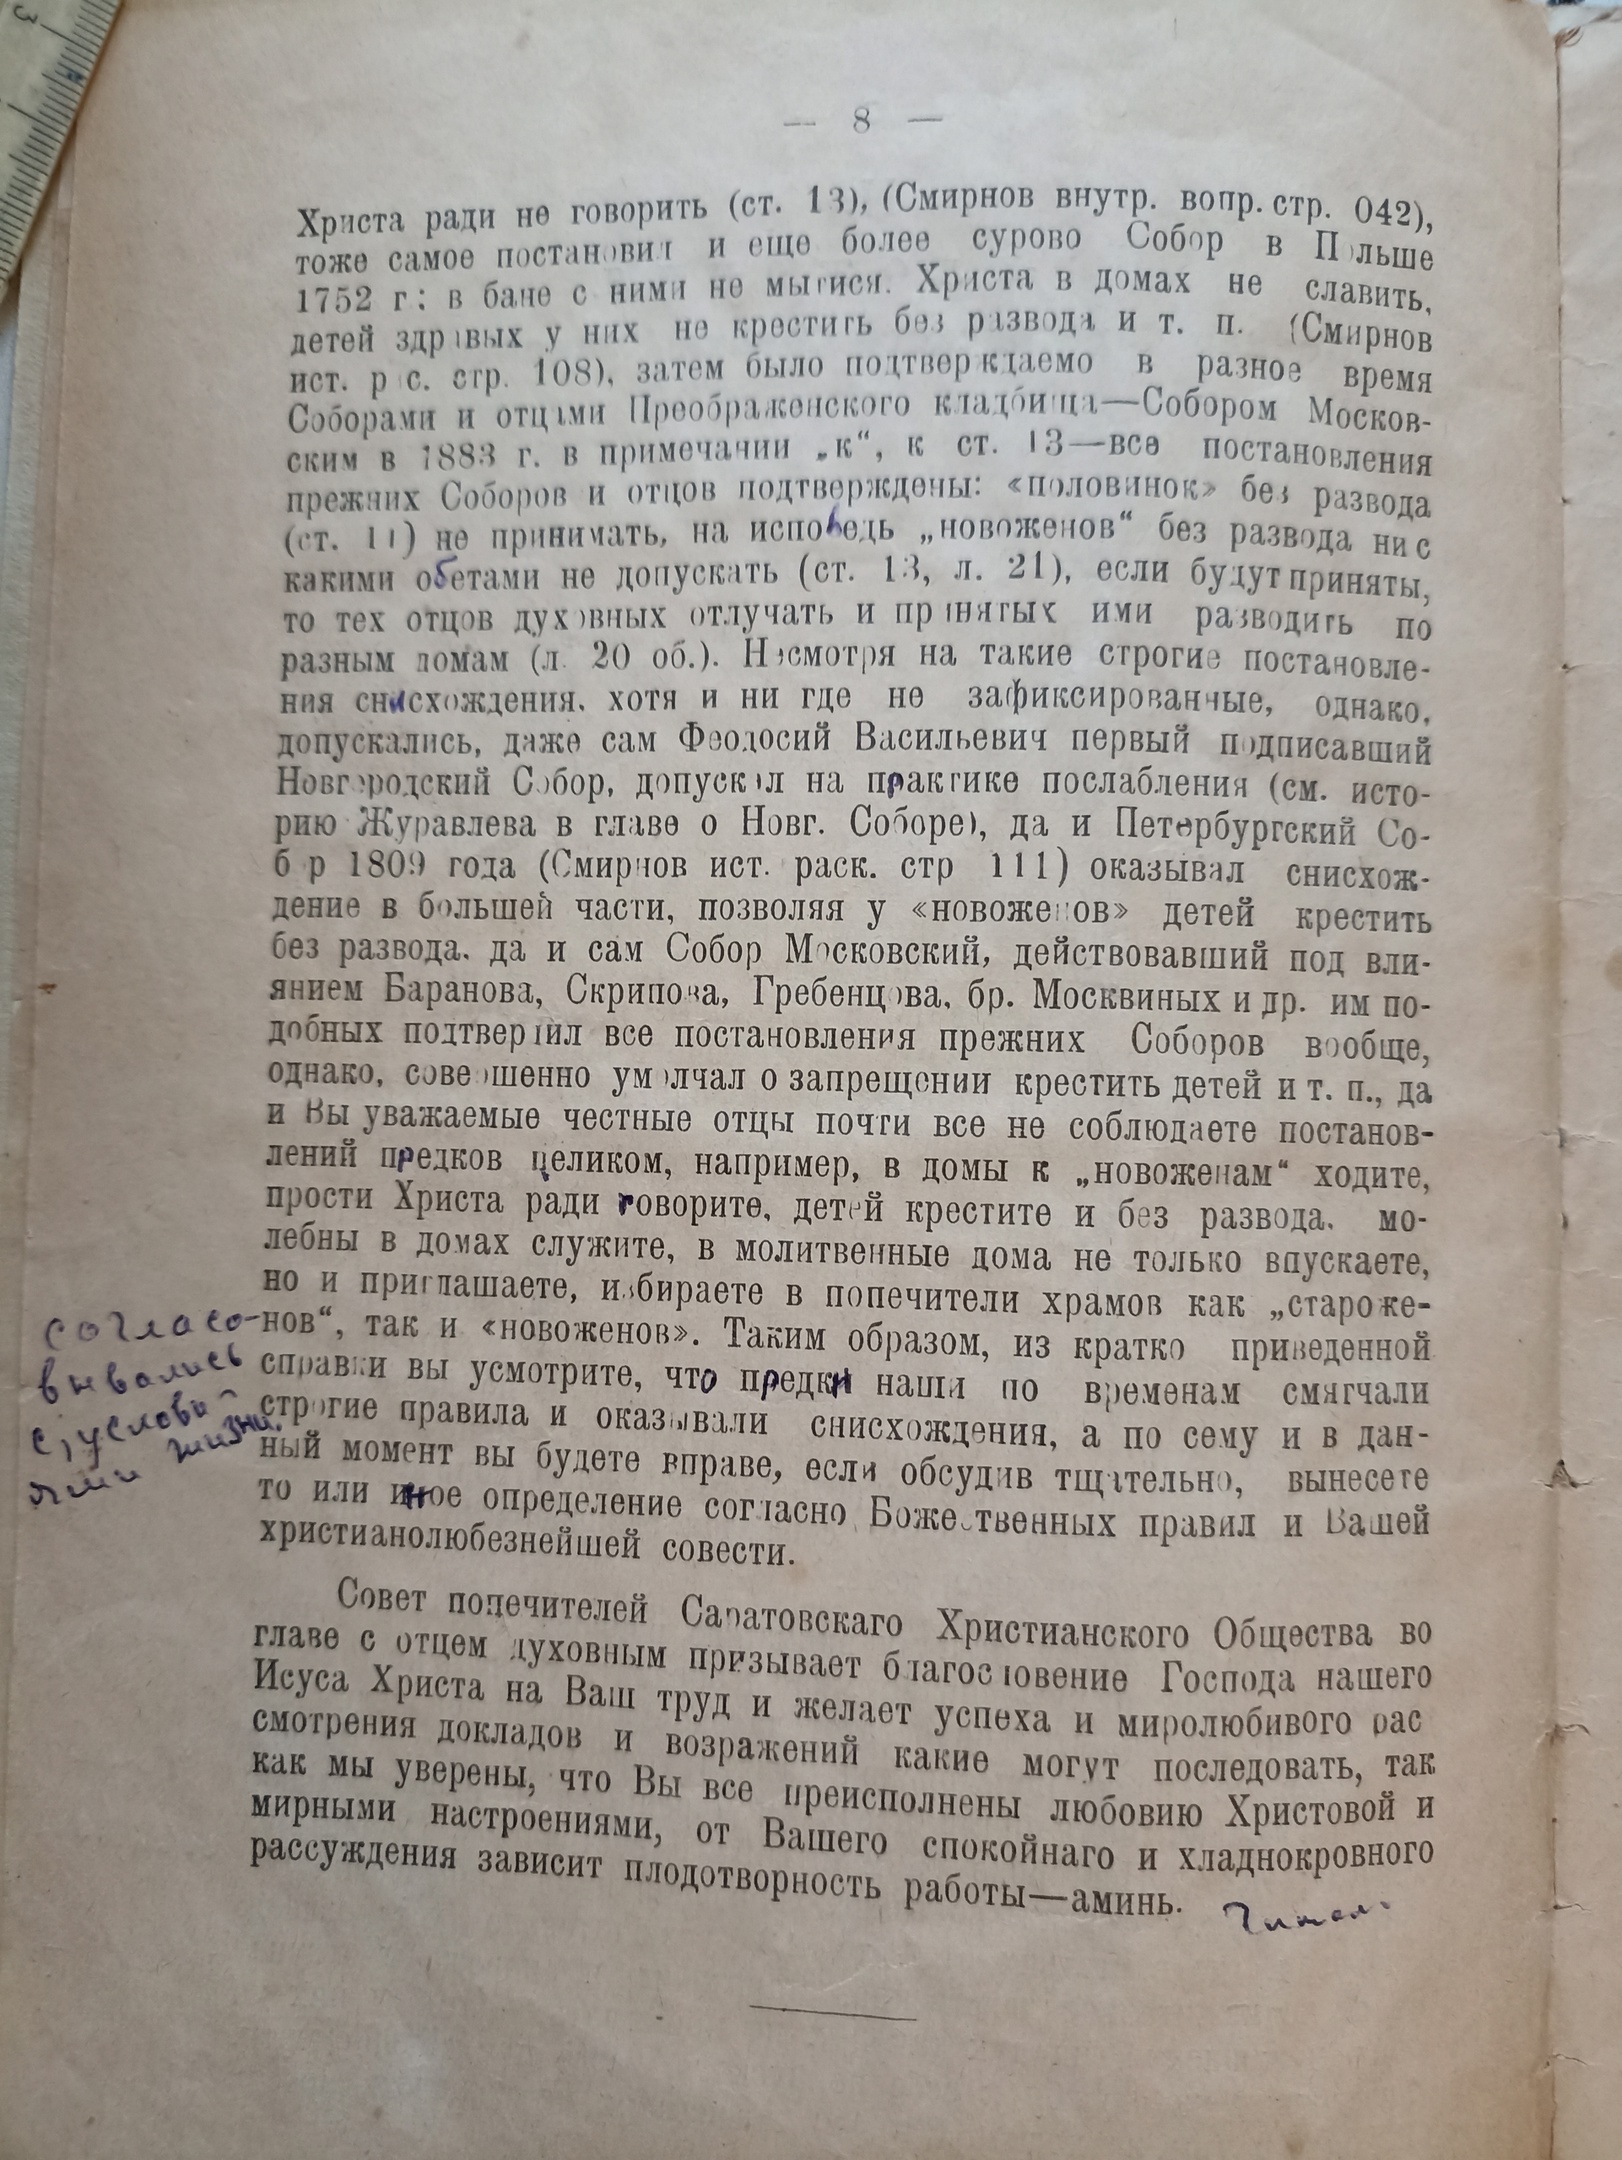 — 8 —
Христа ради не говорить (ст. 13), (Смирнов внутр. вопр. стр. 042),
тоже самое постановил и еще более сурово Собор в Польше
1752 г: в бане с ними не мытися. Христа в домах не славить,
детей здравых у них не крестить без развода и т. п. (Смирнов
ист. рас. стр. 108), затем было подтверждаемо в разное время
Соборами и отцами Преображенского кладбища—Собором Москов-
ским в 1883 г. в примечании „к“, к ст. 13—все постановления
прежних Соборов и отцов подтверждены: «половинок» без развода
(ст. 11) не принимать, на исповедь „новоженов“ без развода ни с
какими обетами не допускать (ст. 13, л. 21), если будут приняты,
то тех отцов духовных отлучать и принятых ими разводить по
разным домам (л. 20 об.). Несмотря на такие строгие постановле-
ния снисхождения, хотя и ни где не зафиксированные, однако,
допускались, даже сам Феодосий Васильевич первый подписавший
Новгородский Собор, допускал на практике послабления (см. исто-
рию Журавлева в главе о Новг. Соборе), да и Петербургский Со-
бор 1809 года (Смирнов ист. раск. стр 111) оказывал снисхож-
дение в большей части, позволяя у «новоженов» детей крестить
без развода, да и сам Собор Московский, действовавший под вли-
янием Баранова, Скрипова, Гребенцова, бр. Москвиных и др. им по-
добных подтвердил все постановления прежних Соборов вообще,
однако, совершенно умолчал о запрещении крестить детей и т. п., да
и Вы уважаемые честные отцы почти все не соблюдаете постанов-
лений предков целиком, например, в домы к „новоженам“ ходите,
прости Христа ради говорите, детей крестите и без развода, мо-
лебны в домах служите, в молитвенные дома не только впускаете,
но и приглашаете, избираете в попечители храмов как „староже-
нов“, так и «новоженов». Таким образом, из кратко приведенной
справки вы усмотрите, что предки наши по временам смягчали
строгие правила и оказывали снисхождения, а по сему и в дан-
ный момент вы будете вправе, если обсудив тщательно, вынесете
то или иное определение согласно Божественных правил и Вашей
христианолюбезнейшей совести.
согласо-
вывались
с условий
ями жизни.
Совет попечителей Саратовскаго Христианского Общества во
главе с отцем духовным призывает благословение Господа нашего
Исуса Христа на Ваш труд и желает успеха и миролюбивого рас
смотрения докладов и возражений какие могут последовать, так
как мы уверены, что Вы все преисполнены любовию Христовой и
мирными настроениями, от Вашего спокойнаго и хладнокровного
рассуждения зависит плодотворность работы—аминь.